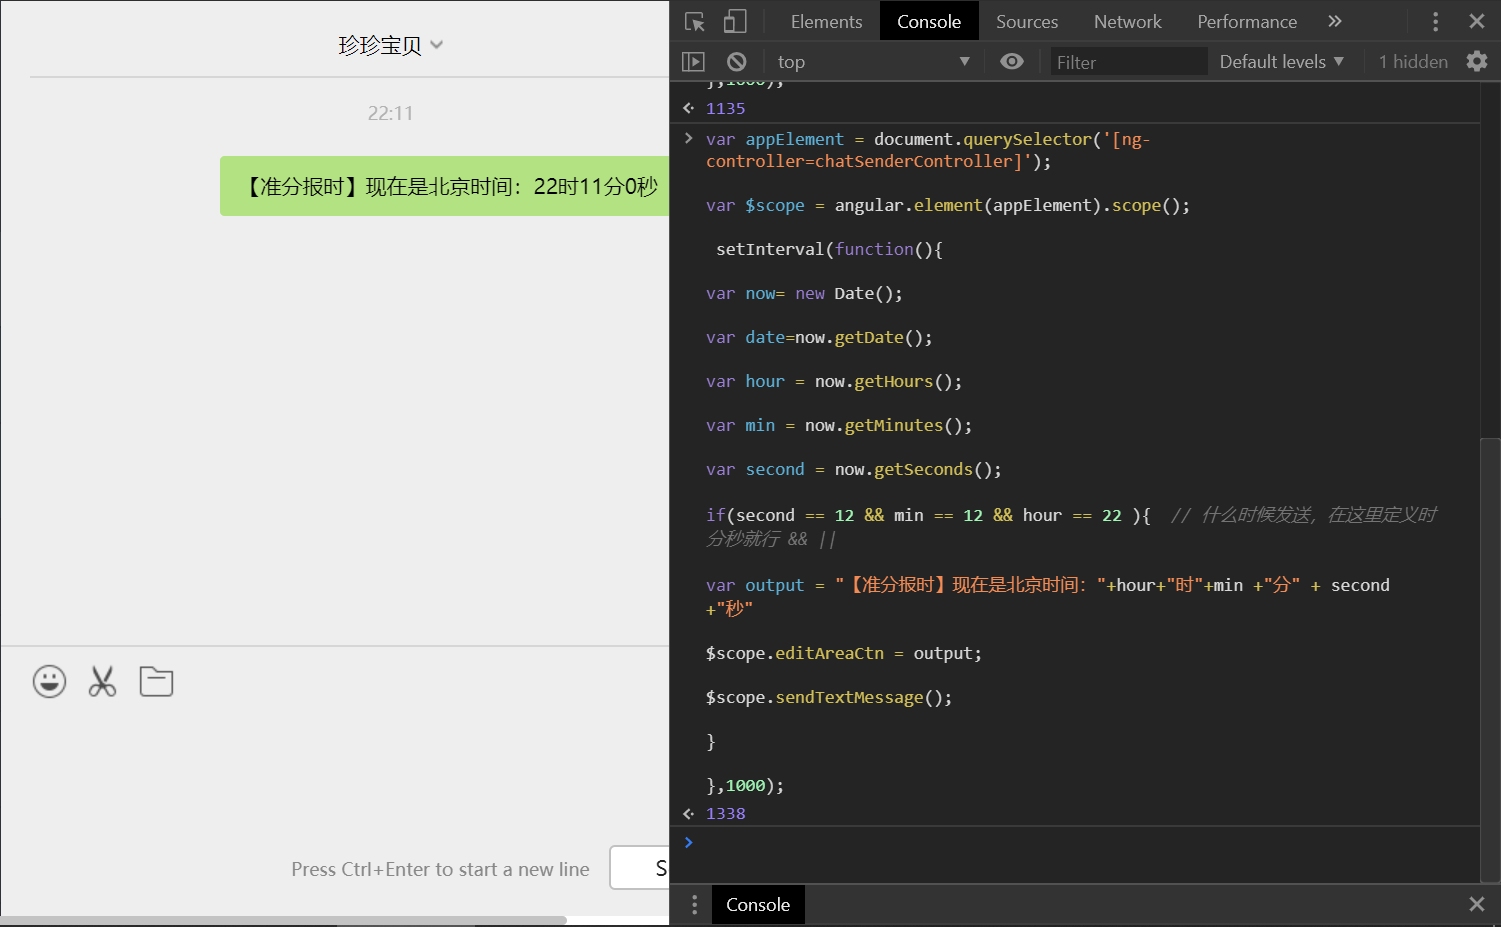 珍珍宝贝
22:11
【准分报时】现在是北京时间：22时11分0秒
Press Ctrl+Enter to start a new line
S
Elements Console Sources Network Performance
top Filter Default levels 1 hidden
},1000);
1135
var appElement = document.querySelector('[ng-
controller=chatSenderController]');
var $scope = angular.element(appElement).scope();
setInterval(function(){
var now= new Date();
var date=now.getDate();
var hour = now.getHours();
var min = now.getMinutes();
var second = now.getSeconds();
if(second == 12 && min == 12 && hour == 22 ){  // 什么时候发送，在这里定义时
分秒就行 && ||
var output = "【准分报时】现在是北京时间："+hour+"时"+min +"分" + second
+"秒"
$scope.editAreaCtn = output;
$scope.sendTextMessage();
}
},1000);
1338
Console